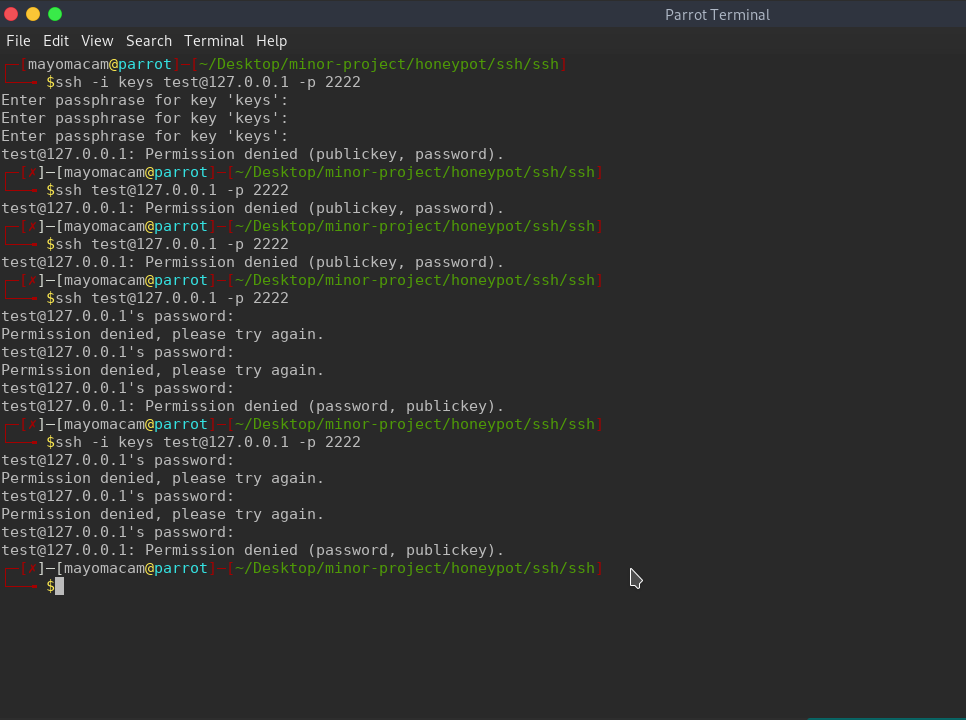 Parrot Terminal
File Edit View Search Terminal Help
┌─[mayomacam@parrot]─[~/Desktop/minor-project/honeypot/ssh/ssh]
└──╼ $ssh -i keys test@127.0.0.1 -p 2222
Enter passphrase for key 'keys':
Enter passphrase for key 'keys':
Enter passphrase for key 'keys':
test@127.0.0.1: Permission denied (publickey, password).
┌─[✗]─[mayomacam@parrot]─[~/Desktop/minor-project/honeypot/ssh/ssh]
└──╼ $ssh test@127.0.0.1 -p 2222
test@127.0.0.1: Permission denied (publickey, password).
┌─[✗]─[mayomacam@parrot]─[~/Desktop/minor-project/honeypot/ssh/ssh]
└──╼ $ssh test@127.0.0.1 -p 2222
test@127.0.0.1: Permission denied (publickey, password).
┌─[✗]─[mayomacam@parrot]─[~/Desktop/minor-project/honeypot/ssh/ssh]
└──╼ $ssh test@127.0.0.1 -p 2222
test@127.0.0.1's password:
Permission denied, please try again.
test@127.0.0.1's password:
Permission denied, please try again.
test@127.0.0.1's password:
test@127.0.0.1: Permission denied (password, publickey).
┌─[✗]─[mayomacam@parrot]─[~/Desktop/minor-project/honeypot/ssh/ssh]
└──╼ $ssh -i keys test@127.0.0.1 -p 2222
test@127.0.0.1's password:
Permission denied, please try again.
test@127.0.0.1's password:
Permission denied, please try again.
test@127.0.0.1's password:
test@127.0.0.1: Permission denied (password, publickey).
┌─[✗]─[mayomacam@parrot]─[~/Desktop/minor-project/honeypot/ssh/ssh]
└──╼ $